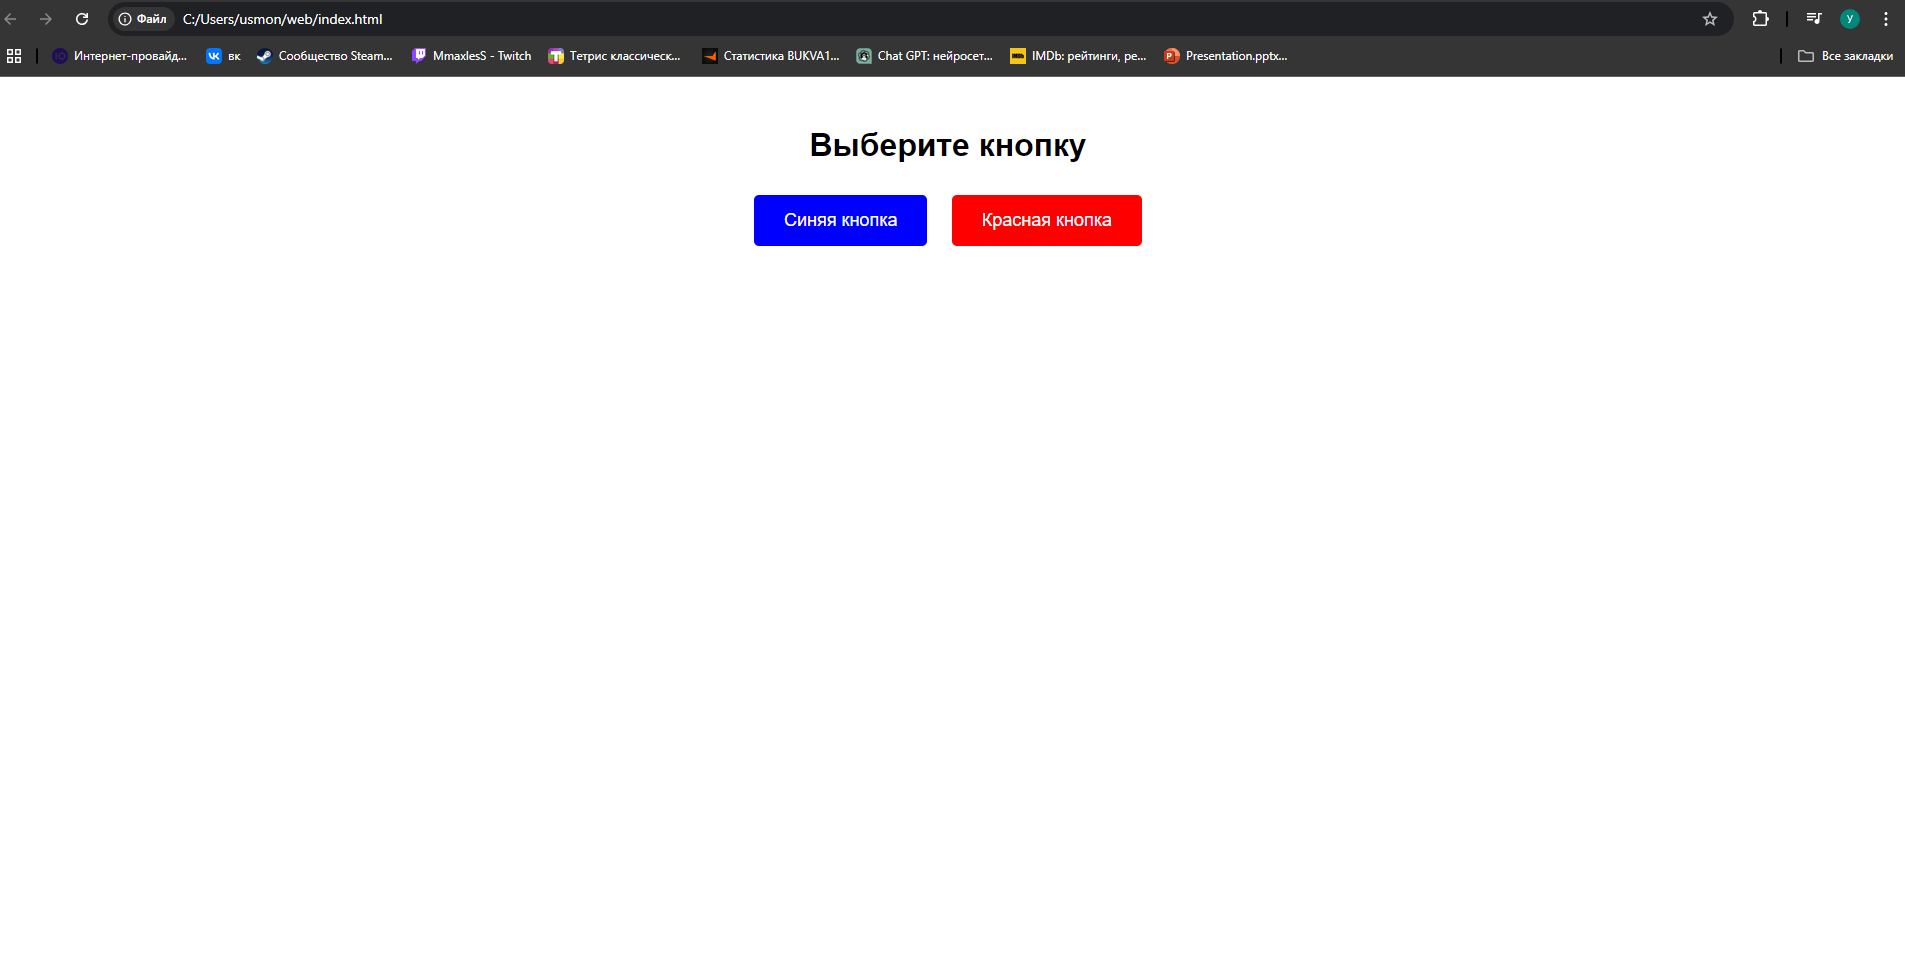 Файл C:/Users/usmon/web/index.html У
Интернет-провайд... вк Сообщество Steam... MmaxlesS - Twitch Тетрис классическ... Статистика BUKVA1... Chat GPT: нейросет... IMDb: рейтинги, ре... Presentation.pptx... Все закладки
Выберите кнопку
Синяя кнопка Красная кнопка